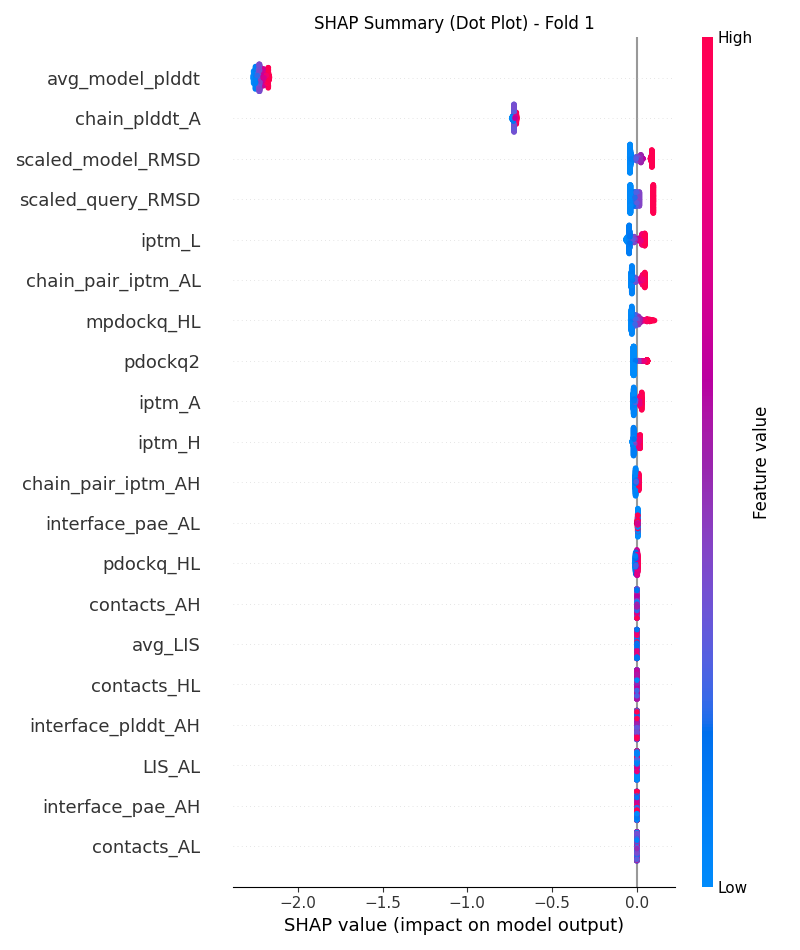 SHAP Summary (Dot Plot) - Fold 1
High
avg_model_plddt
chain_plddt_A
scaled_model_RMSD
scaled_query_RMSD
iptm_L
chain_pair_iptm_AL
mpdockq_HL
pdockq2
iptm_A
iptm_H
chain_pair_iptm_AH
interface_pae_AL
pdockq_HL
contacts_AH
avg_LIS
contacts_HL
interface_plddt_AH
LIS_AL
interface_pae_AH
contacts_AL
Feature value
Low
−2.0 −1.5 −1.0 −0.5 0.0
SHAP value (impact on model output)